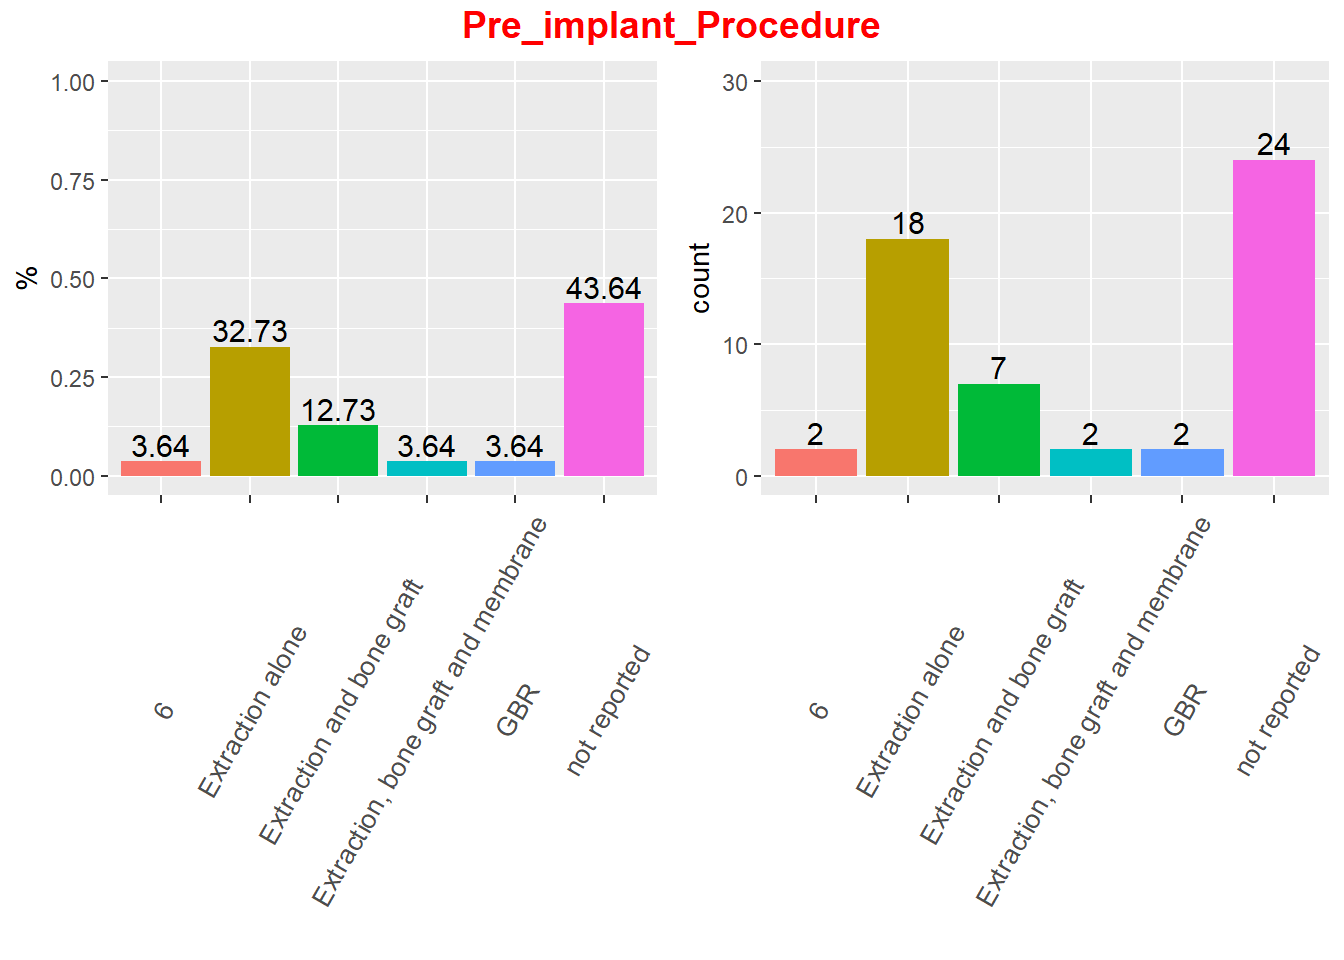 Pre_implant_Procedure
%
1.00
0.75
0.50
0.25
0.00
3.64
32.73
12.73
3.64
3.64
43.64
6
Extraction alone
Extraction and bone graft
Extraction, bone graft and membrane
GBR
not reported
count
30
20
10
0
2
18
7
2
2
24
6
Extraction alone
Extraction and bone graft
Extraction, bone graft and membrane
GBR
not reported